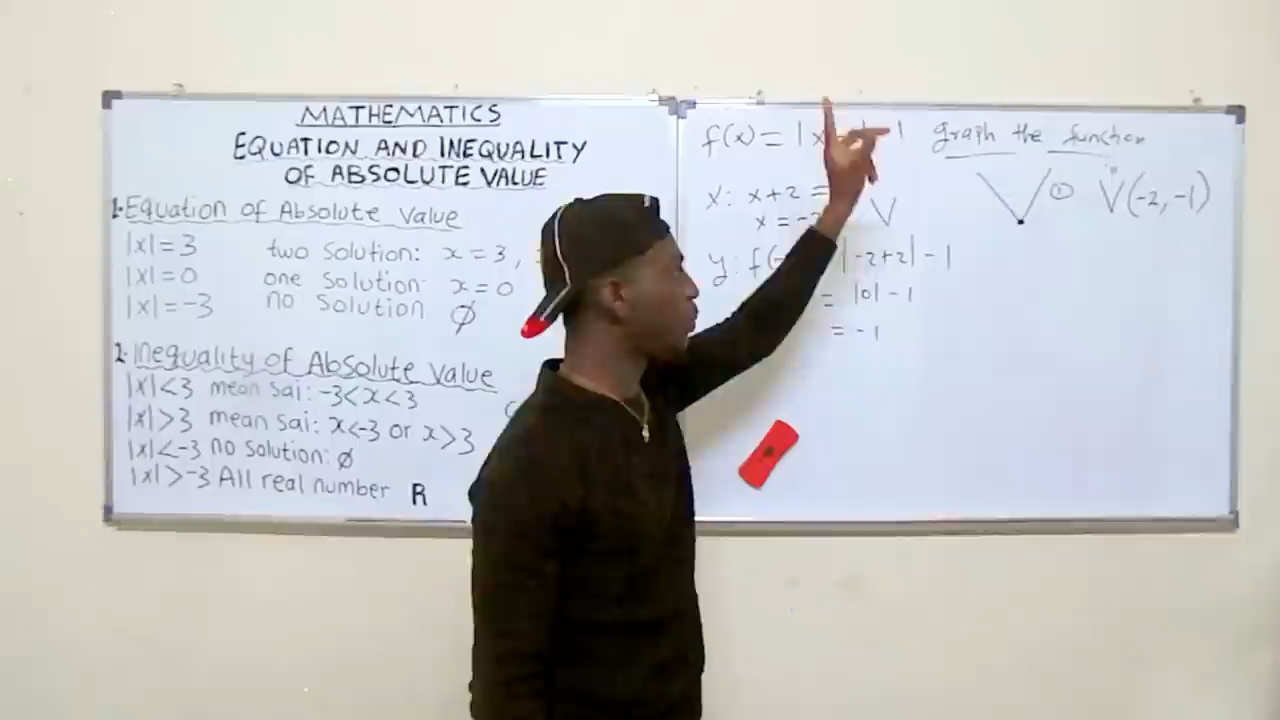 MATHEMATICS
EQUATION AND INEQUALITY
OF ABSOLUTE VALUE
1. Equation of Absolute Value
|x| = 3 two solution: x = 3,
|x| = 0 one solution: x = 0
|x| = -3 no solution ∅
2. Inequality of Absolute Value
|x| < 3 mean sai: -3 < x < 3
|x| > 3 mean sai: x < -3 or x > 3
|x| < -3 no solution: ∅
|x| > -3 All real number R
f(x) = |x 1 graph the function
x: x + 2 =
x = -2
V
① V(-2, -1)
y: f(- |-2+2| - 1
= |0| - 1
= -1